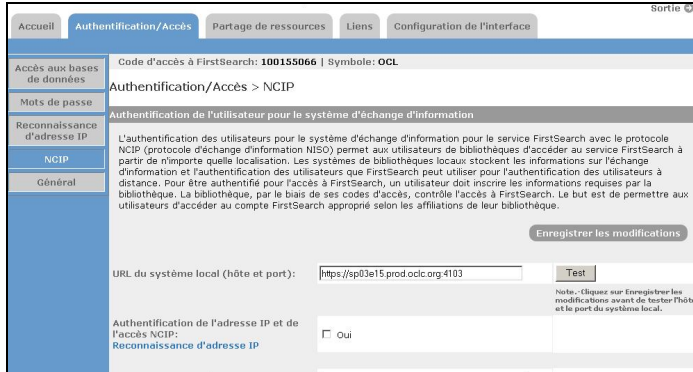 Sortie
Accueil
Authentification/Accès
Partage de ressources
Liens
Configuration de l'interface
Accès aux bases de données
Mots de passe
Reconnaissance d'adresse IP
NCIP
Général
Code d'accès à FirstSearch: 100155066 | Symbole: OCL
Authentification/Accès > NCIP
Authentification de l'utilisateur pour le système d'échange d'information
L'authentification des utilisateurs pour le système d'échange d'information pour le service FirstSearch avec le protocole
NCIP (protocole d'échange d'information NISO) permet aux utilisateurs de bibliothèques d'accéder au service FirstSearch à
partir de n'importe quelle localisation. Les systèmes de bibliothèques locaux stockent les informations sur l'échange
d'information et l'authentification des utilisateurs que FirstSearch peut utiliser pour l'authentification des utilisateurs à
distance. Pour être authentifié pour l'accès à FirstSearch, un utilisateur doit inscrire les informations requises par la
bibliothèque. La bibliothèque, par le biais de ses codes d'accès, contrôle l'accès à FirstSearch. Le but est de permettre aux
utilisateurs d'accéder au compte FirstSearch approprié selon les affiliations de leur bibliothèque.
Enregistrer les modifications
URL du système local (hôte et port):
https://sp03e15.prod.oclc.org:4103
Test
Note.-Cliquez sur Enregistrer les
modifications avant de tester l'hôt
et le port du système local.
Authentification de l'adresse IP et de
l'accès NCIP:
Reconnaissance d'adresse IP
Oui